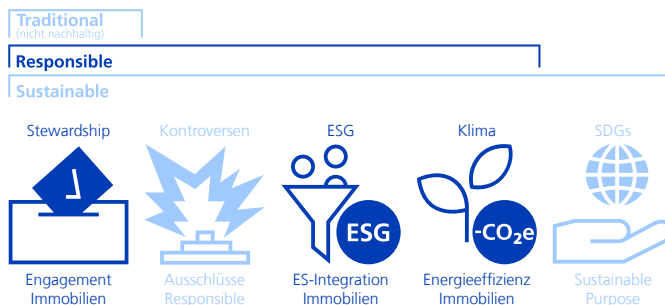 Traditional
(nicht nachhaltig)
Responsible
Sustainable
Stewardship
Kontroversen
ESG
Klima
SDGs
ESG
-CO₂e
Engagement
Immobilien
Ausschlüsse
Responsible
ES-Integration
Immobilien
Energieeffizienz
Immobilien
Sustainable
Purpose